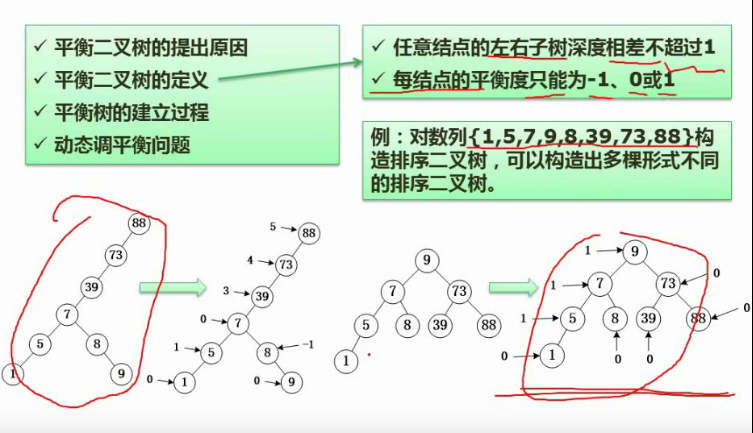 ✓ 平衡二叉树的提出原因
✓ 平衡二叉树的定义
✓ 平衡树的建立过程
✓ 动态调平衡问题
✓ 任意结点的左右子树深度相差不超过1
✓ 每结点的平衡度只能为-1、0或1
例：对数列{1,5,7,9,8,39,73,88}构
造排序二叉树，可以构造出多棵形式不同
的排序二叉树。
88
73
39
7
5 8
1 9
5 88
4 73
3 39
0 7
1 5 8 -1
0 1 0 9
9
7 73
5 8 39 88
1
1 9
1 7 73 0
1 5 8 39 88 0
0 1 0 0